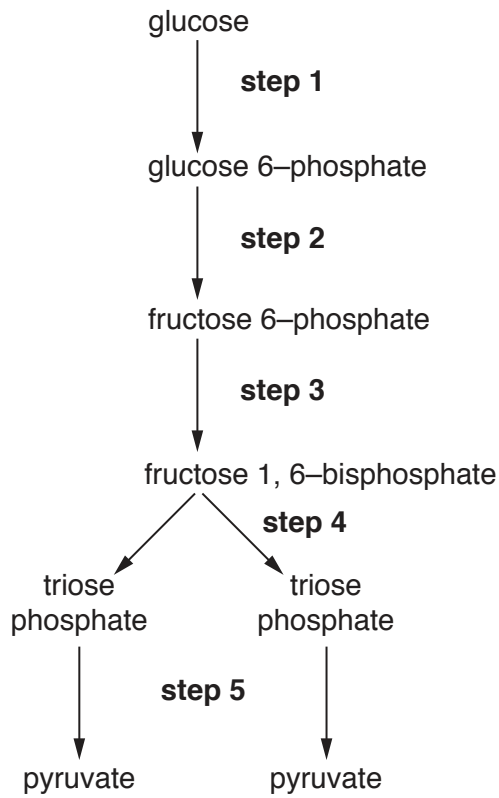 glucose
step 1
glucose 6–phosphate
step 2
fructose 6–phosphate
step 3
fructose 1, 6–bisphosphate
step 4
triose
phosphate
triose
phosphate
step 5
pyruvate
pyruvate